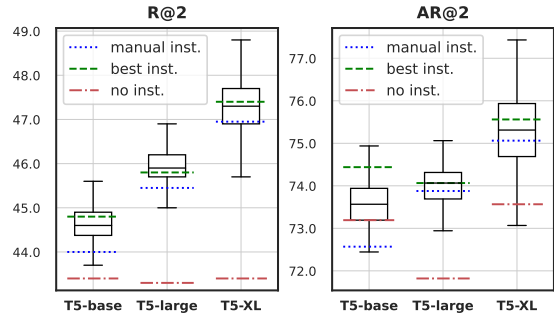 R@2
49.0
48.0
47.0
46.0
45.0
44.0
manual inst.
best inst.
no inst.
T5-base T5-large T5-XL
AR@2
77.0
76.0
75.0
74.0
73.0
72.0
manual inst.
best inst.
no inst.
T5-base T5-large T5-XL